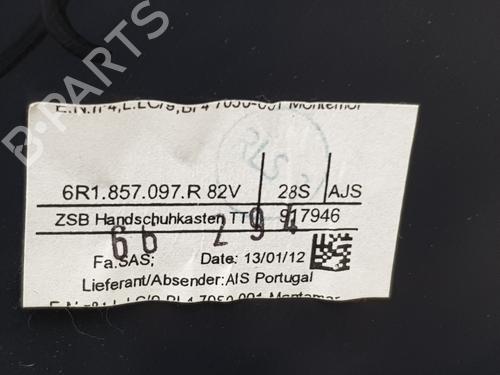 B-PARTS
6R1.857.097.R 82V 28S AJS
ZSB Handschuhkasten TT 917946
66 294
Fa.SAS; Date: 13/01/12
Lieferant/Absender:AIS Portugal